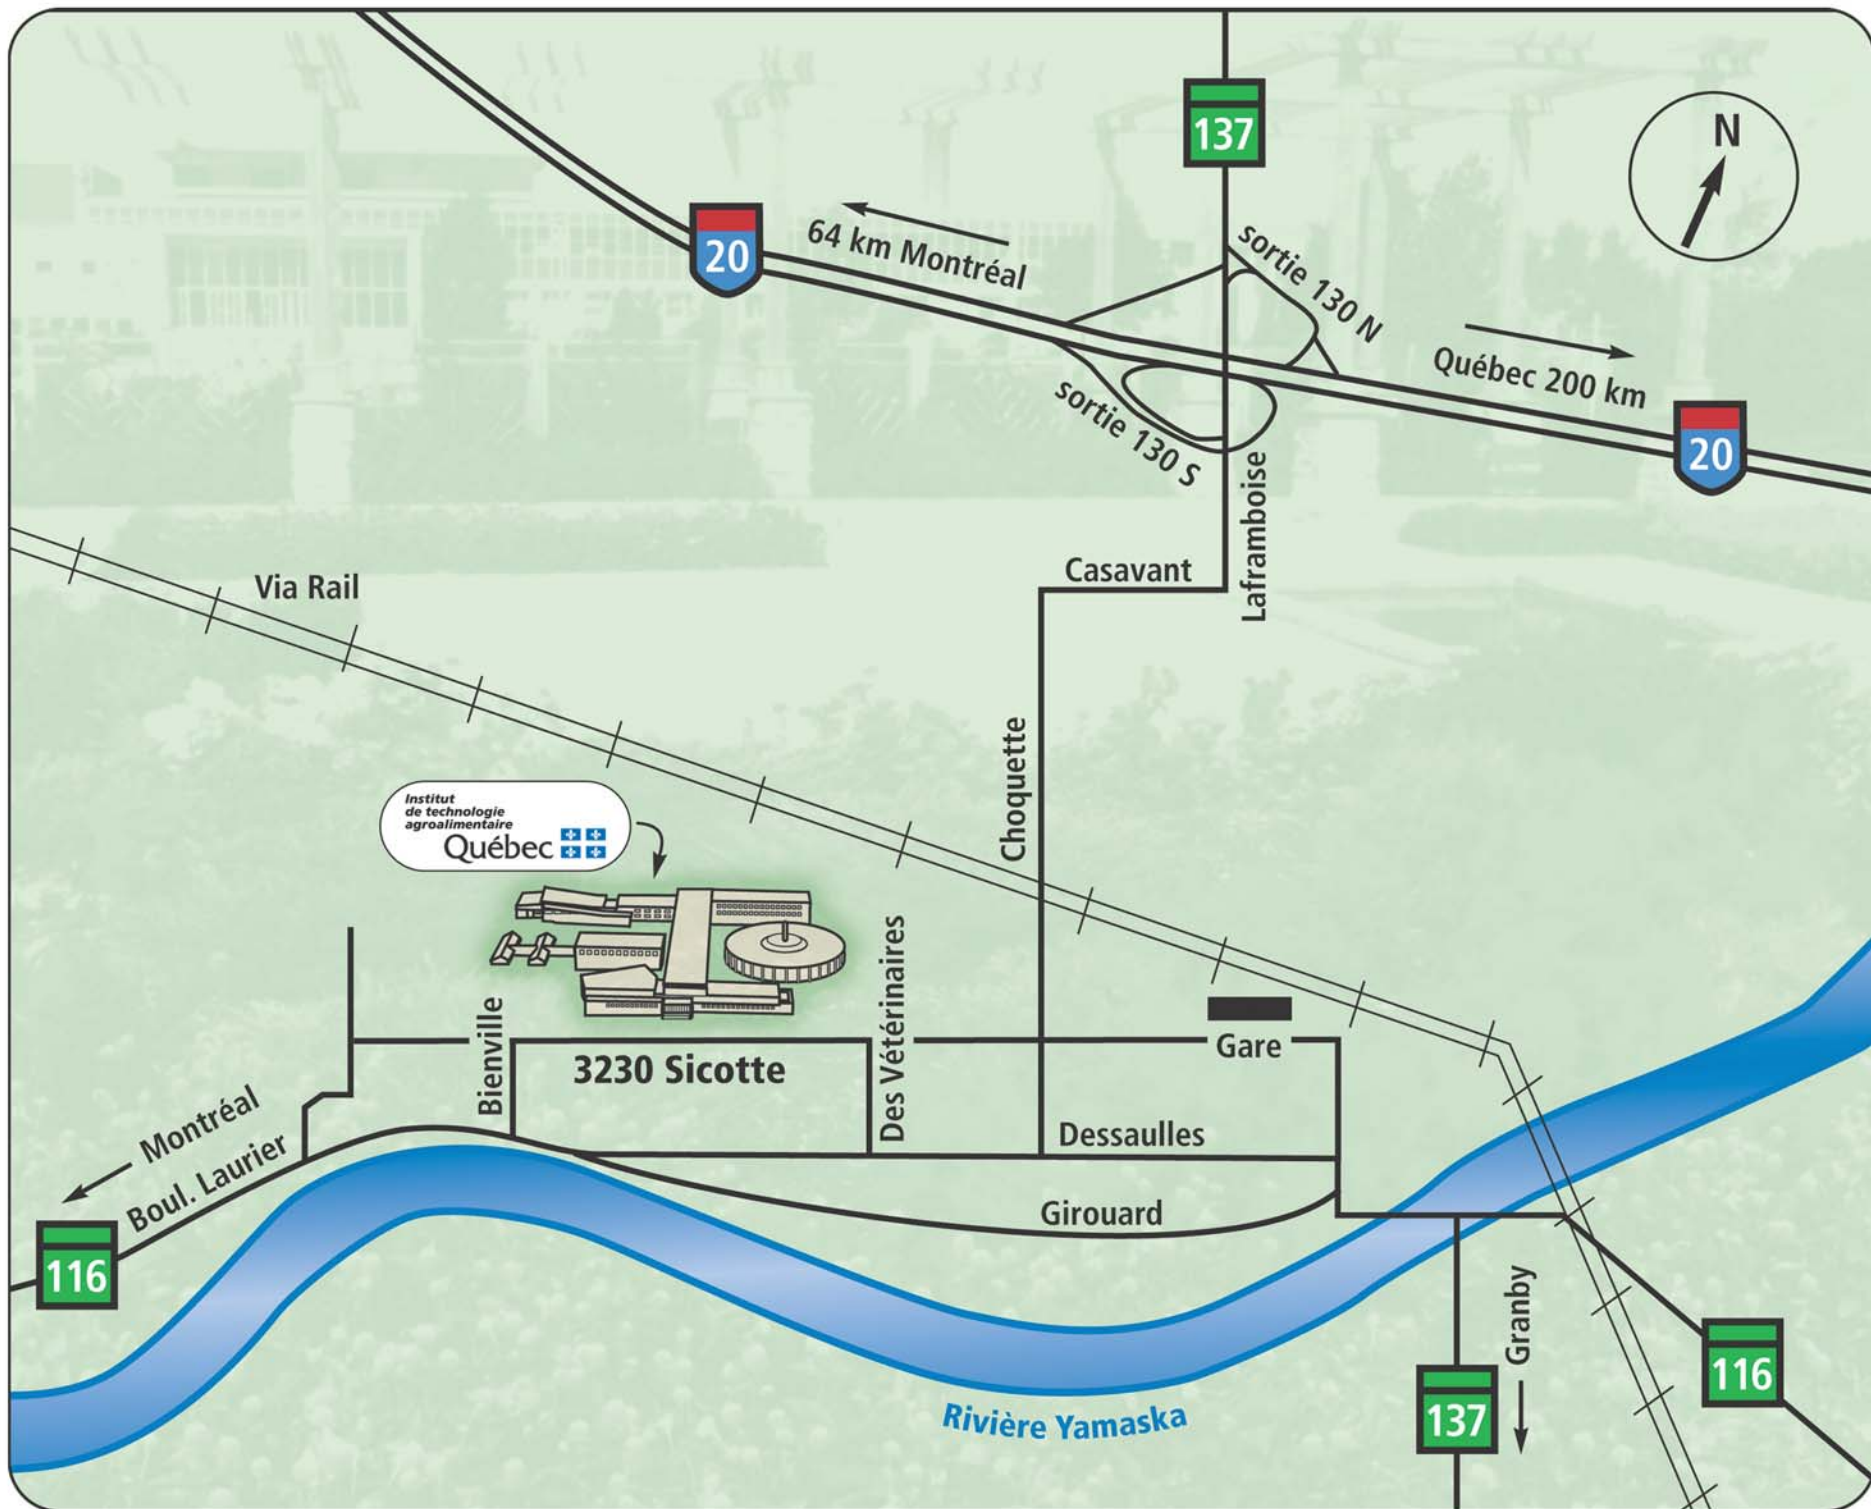 137
N
20
64 km Montréal
sortie 130 N
Québec 200 km
sortie 130 S
20
Laframboise
Casavant
Via Rail
Choquette
Institut
de technologie
agroalimentaire
Québec
Des Vétérinaires
Bienville
Gare
3230 Sicotte
Montréal
Boul. Laurier
Dessaulles
Girouard
116
Granby
116
137
Rivière Yamaska